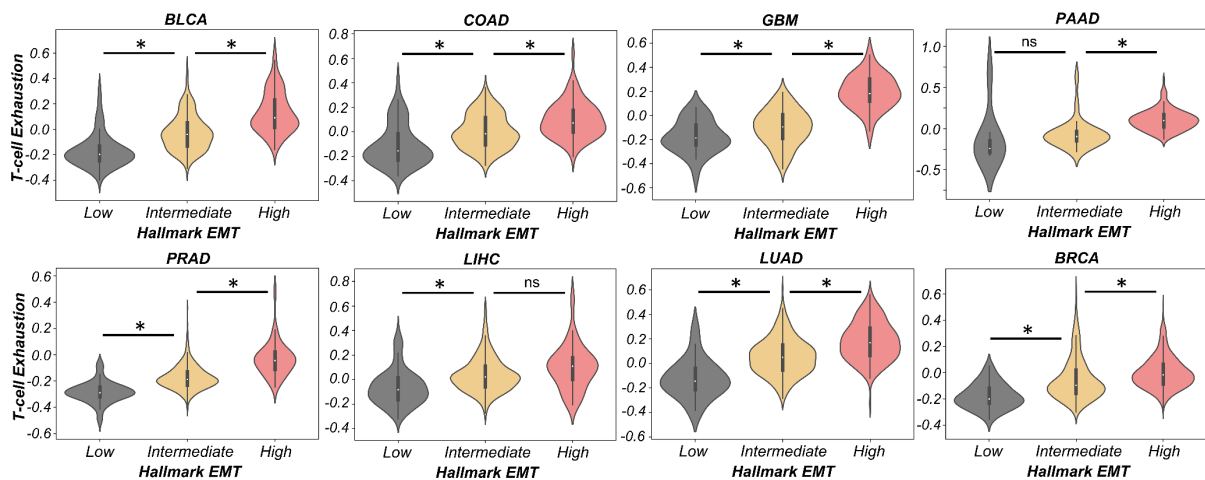 BLCA
COAD
GBM
PAAD
T-cell Exhaustion
0.6
0.4
0.2
0.0
-0.2
-0.4
* *
Low Intermediate High
Hallmark EMT
0.6
0.4
0.2
0.0
-0.2
-0.4
* *
Low Intermediate High
Hallmark EMT
0.6
0.4
0.2
0.0
-0.2
-0.4
-0.6
* *
Low Intermediate High
Hallmark EMT
1.0
0.5
0.0
-0.5
ns *
Low Intermediate High
Hallmark EMT
PRAD
LIHC
LUAD
BRCA
T-cell Exhaustion
0.6
0.4
0.2
0.0
-0.2
-0.4
-0.6
* *
Low Intermediate High
Hallmark EMT
0.8
0.6
0.4
0.2
0.0
-0.2
-0.4
* ns
Low Intermediate High
Hallmark EMT
0.6
0.4
0.2
0.0
-0.2
-0.4
-0.6
* *
Low Intermediate High
Hallmark EMT
0.8
0.6
0.4
0.2
0.0
-0.2
-0.4
* *
Low Intermediate High
Hallmark EMT